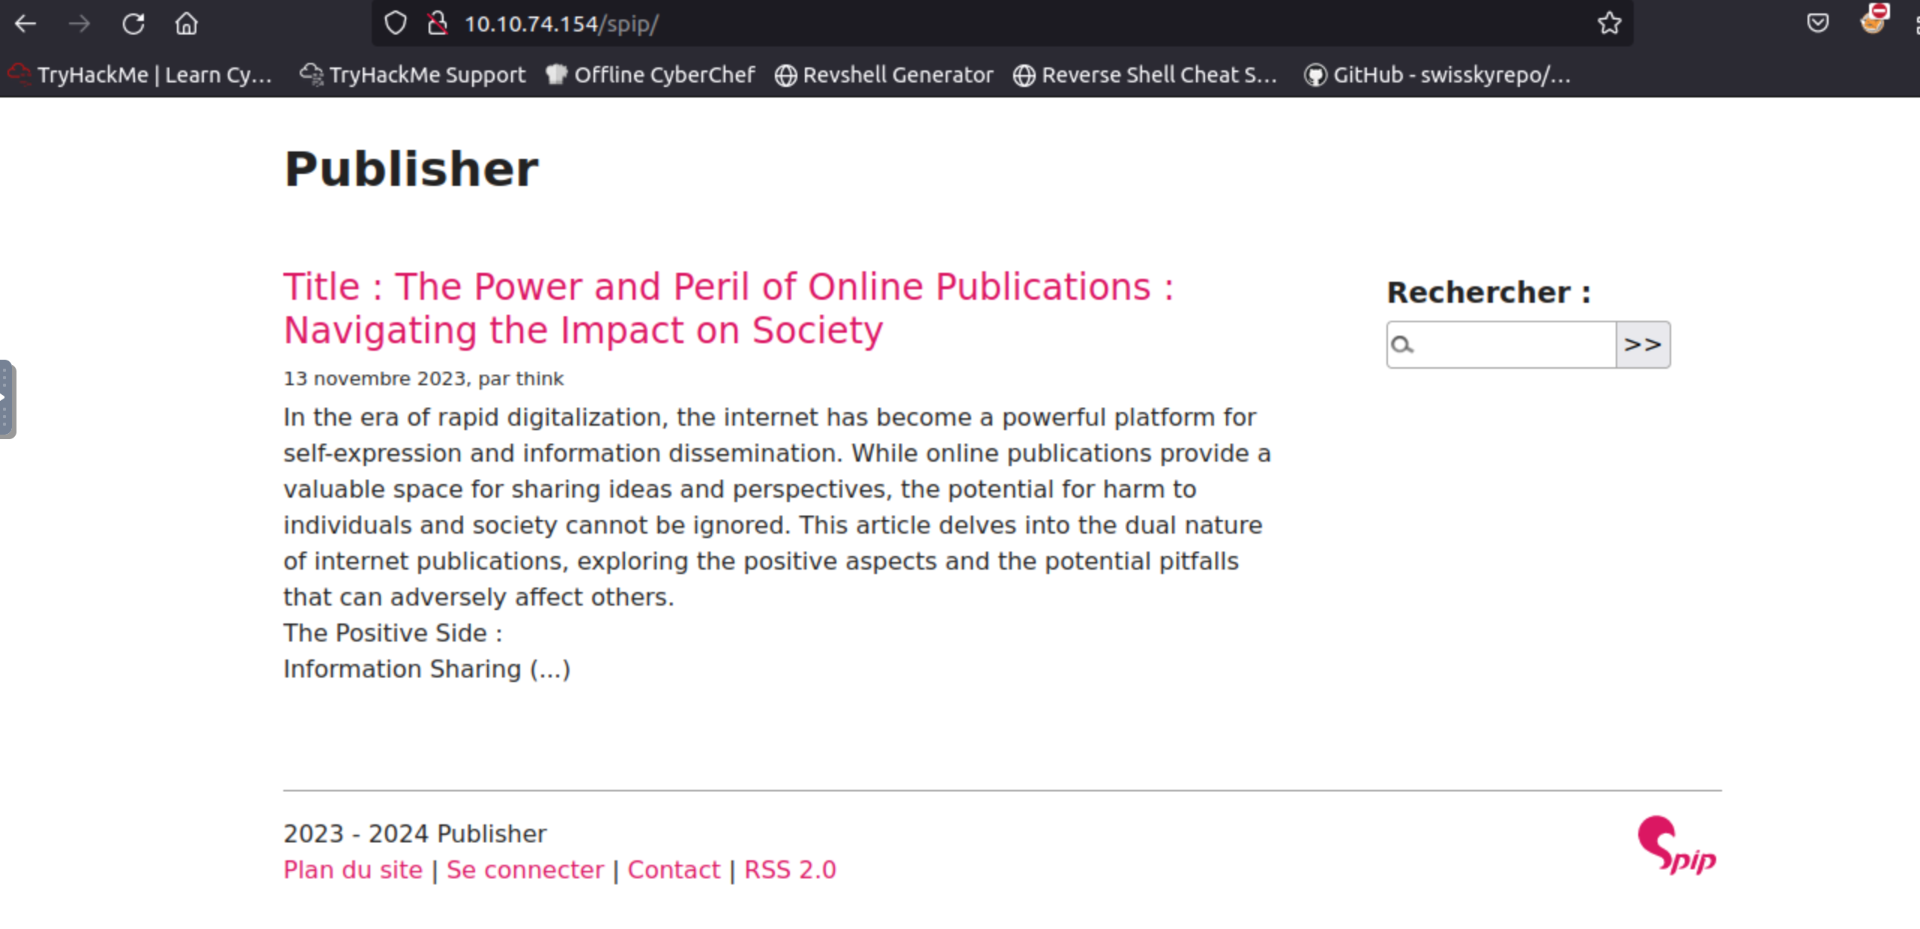 10.10.74.154/spip/
TryHackMe | Learn Cy... TryHackMe Support Offline CyberChef Revshell Generator Reverse Shell Cheat S... GitHub - swisskyrepo/...
Publisher
Title : The Power and Peril of Online Publications :
Navigating the Impact on Society
13 novembre 2023, par think
In the era of rapid digitalization, the internet has become a powerful platform for
self-expression and information dissemination. While online publications provide a
valuable space for sharing ideas and perspectives, the potential for harm to
individuals and society cannot be ignored. This article delves into the dual nature
of internet publications, exploring the positive aspects and the potential pitfalls
that can adversely affect others.
The Positive Side :
Information Sharing (...)
Rechercher :
>>
2023 - 2024 Publisher
Plan du site | Se connecter | Contact | RSS 2.0
Spip